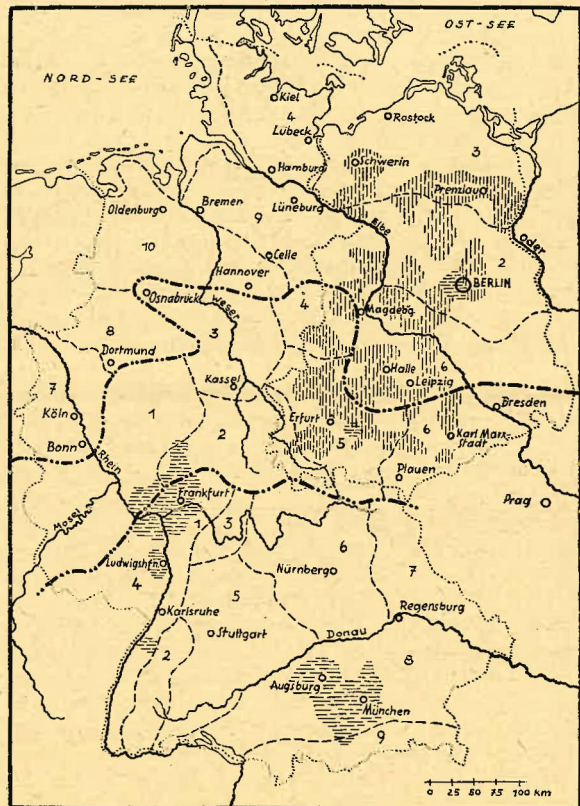 OST-SEE
NORD-SEE
Kiel
4
Lübeck
Rostock
3
Schwerin
Hamburg
Prenzlau
Oldenburg
Bremen
Lüneburg
9
Elbe
Oder
10
Celle
2
Hannover
BERLIN
Osnabrück
Weser
4
Magdebg.
3
8
Dortmund
Halle
6
Leipzig
7
Kassel
Dresden
Köln
1
Erfurt
6
Karl Marx Stadt
2
5
Bonn
Rhein
Plauen
Frankfurt
Prag
Mosel
1
3
6
Ludwigshfn.
Nürnberg
7
4
5
Karlsruhe
Regensburg
Stuttgart
Donau
2
8
Augsburg
München
9
0 25 50 75 100 km